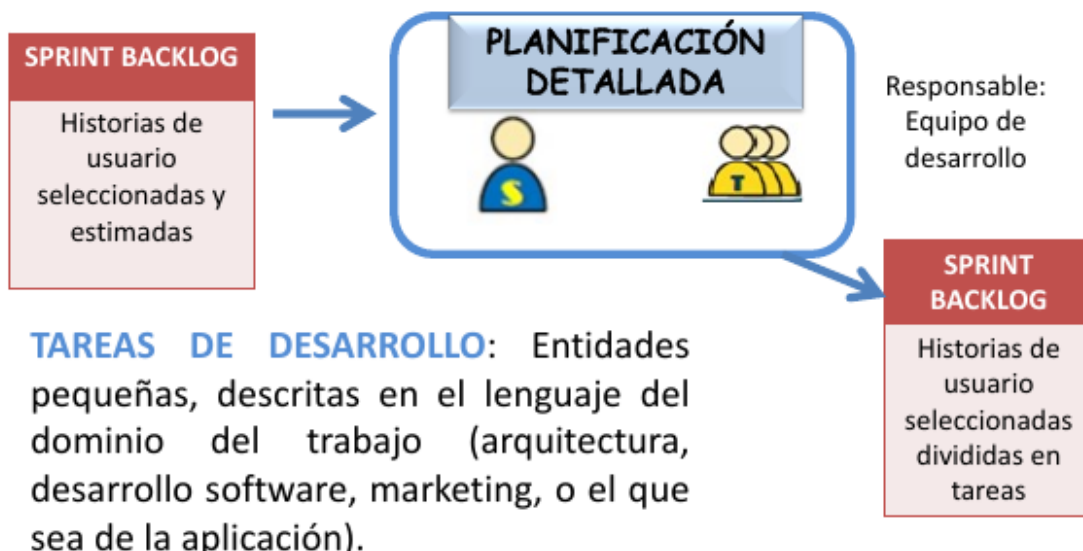 SPRINT BACKLOG
Historias de
usuario
seleccionadas y
estimadas
PLANIFICACIÓN
DETALLADA
S
T
Responsable:
Equipo de
desarrollo
SPRINT
BACKLOG
Historias de
usuario
seleccionadas
divididas en
tareas
TAREAS DE DESARROLLO: Entidades
pequeñas, descritas en el lenguaje del
dominio del trabajo (arquitectura,
desarrollo software, marketing, o el que
sea de la aplicación).